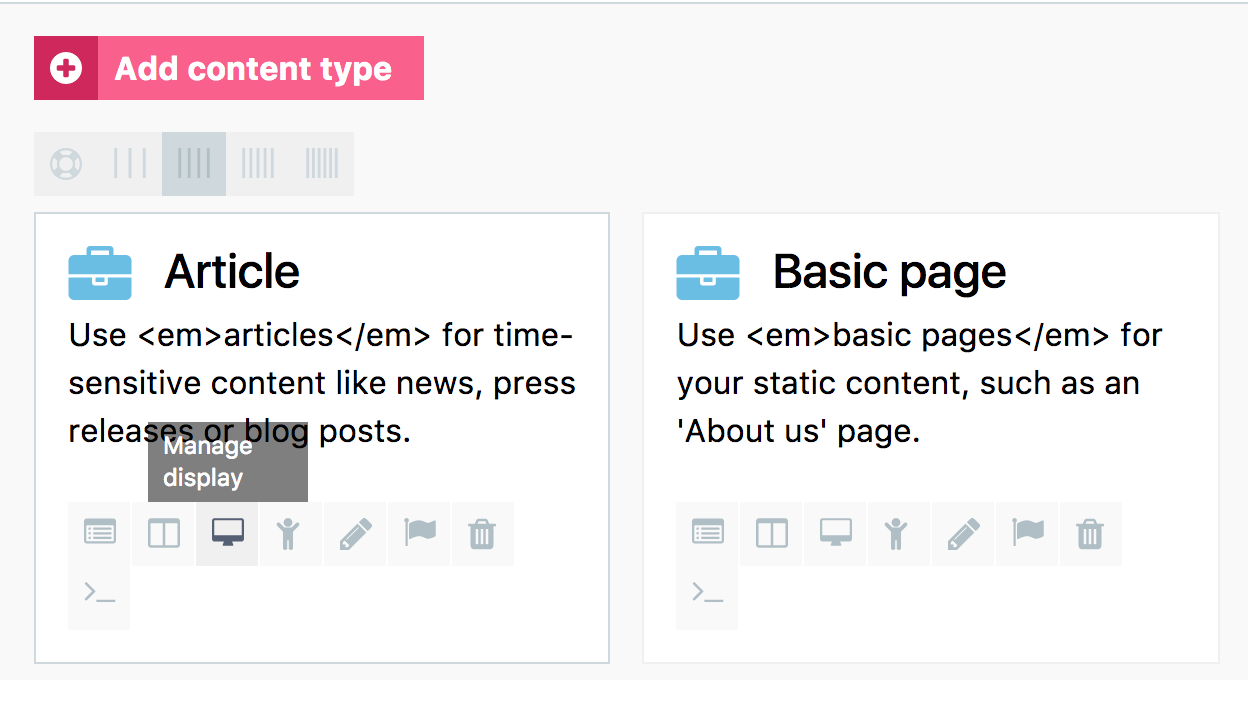 Add content type
Article
Use <em>articles</em> for time-
sensitive content like news, press
releases or blog posts.
Manage
display
Basic page
Use <em>basic pages</em> for
your static content, such as an
'About us' page.